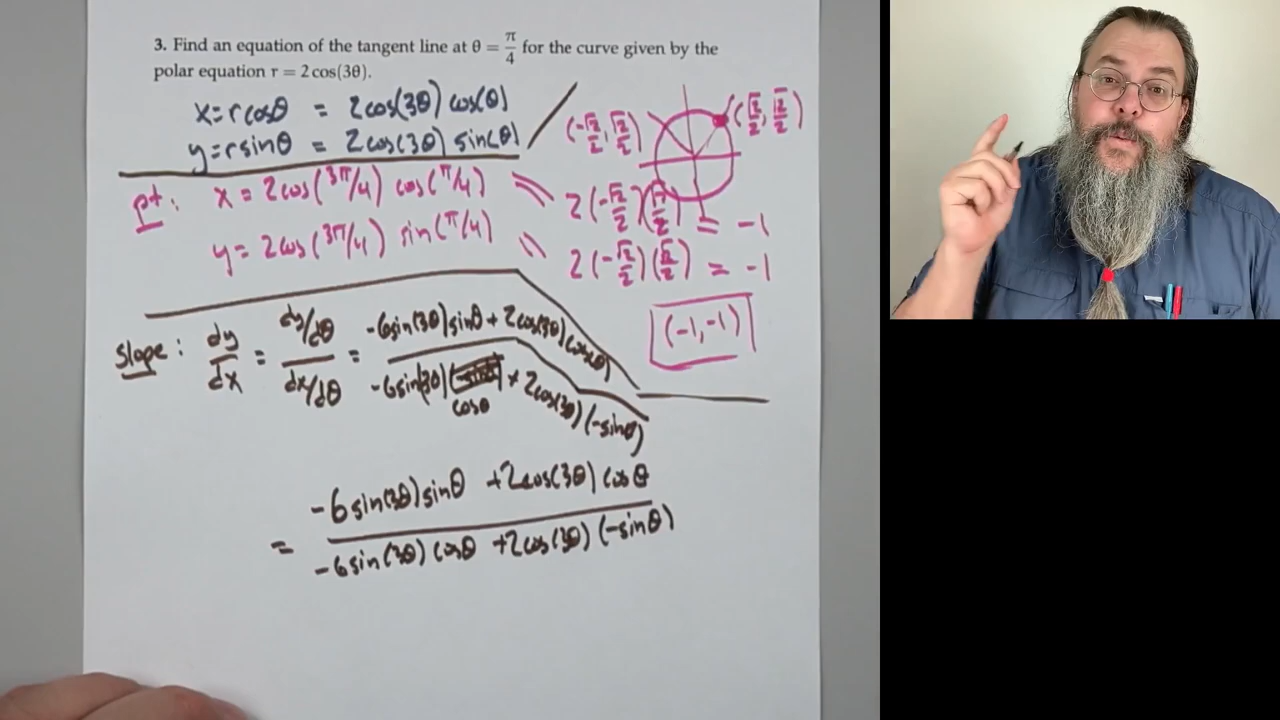 3. Find an equation of the tangent line at θ = π/4 for the curve given by the
polar equation r = 2 cos(3θ).
x = r cosθ = 2cos(3θ) cos(θ)
y = r sinθ = 2cos(3θ) sin(θ)
(-√2/2, √2/2)
(√2/2, √2/2)
pt: x = 2cos(3π/4) cos(π/4) = 2(-√2/2)(√2/2) = -1
y = 2cos(3π/4) sin(π/4) = 2(-√2/2)(√2/2) = -1
(-1,-1)
slope: dy/dx = (dy/dθ)/(dx/dθ) = (-6sin(3θ)sinθ + 2cos(3θ)cos(θ))/(-6sin(3θ) cosθ + 2cos(3θ)(-sinθ))
= (-6sin(3θ)sinθ + 2cos(3θ)cosθ)/(-6sin(3θ)cosθ + 2cos(3θ)(-sinθ))